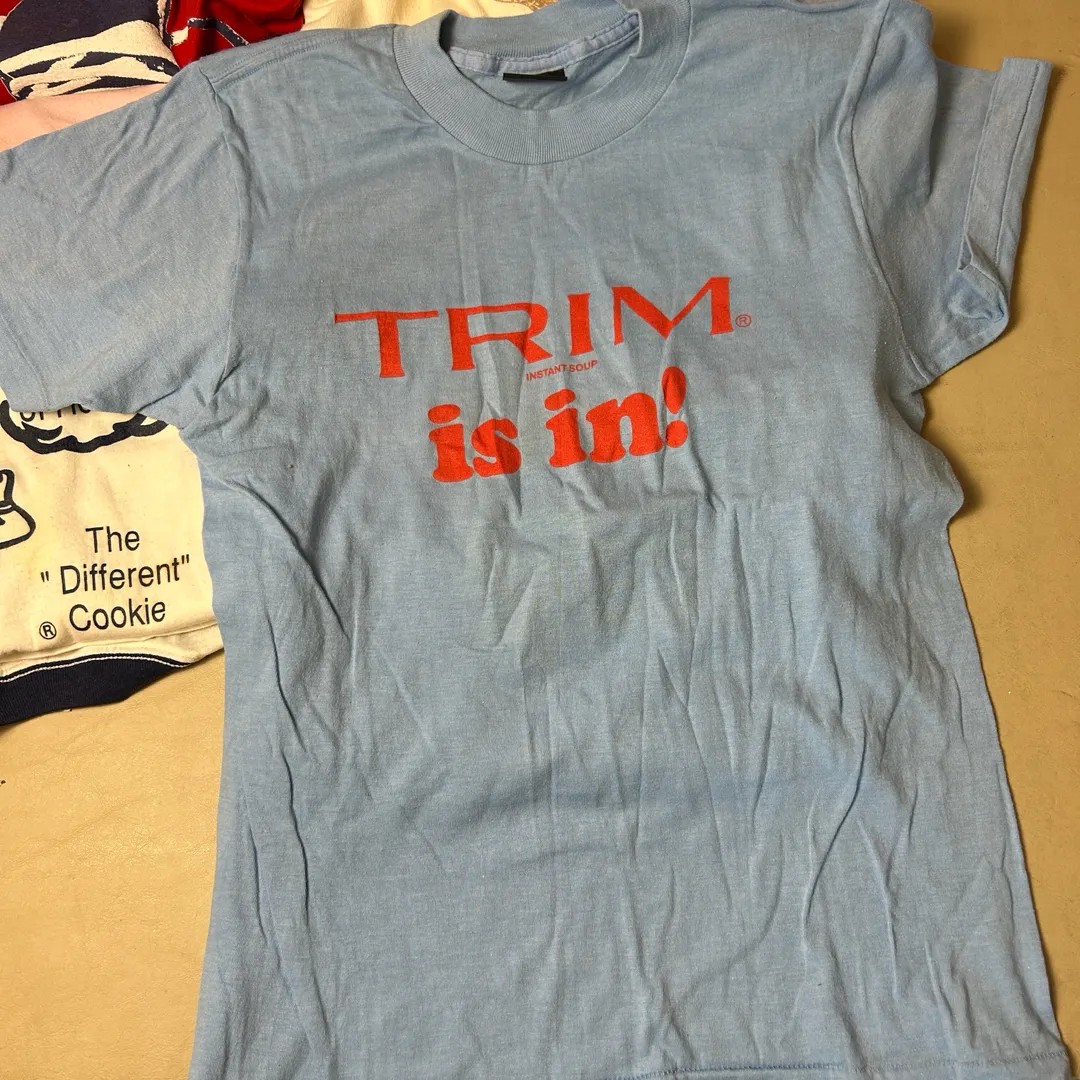 TRIM®
INSTANT SOUP
is in!
The
" Different"
® Cookie